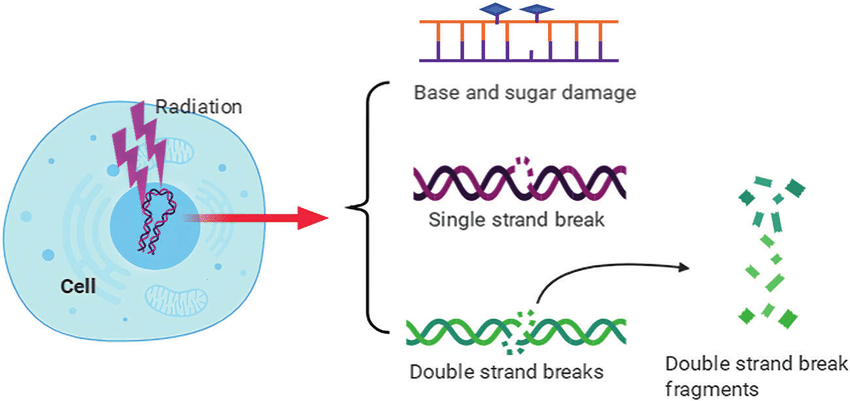 Radiation
Cell
Base and sugar damage
Single strand break
Double strand breaks
Double strand break
fragments